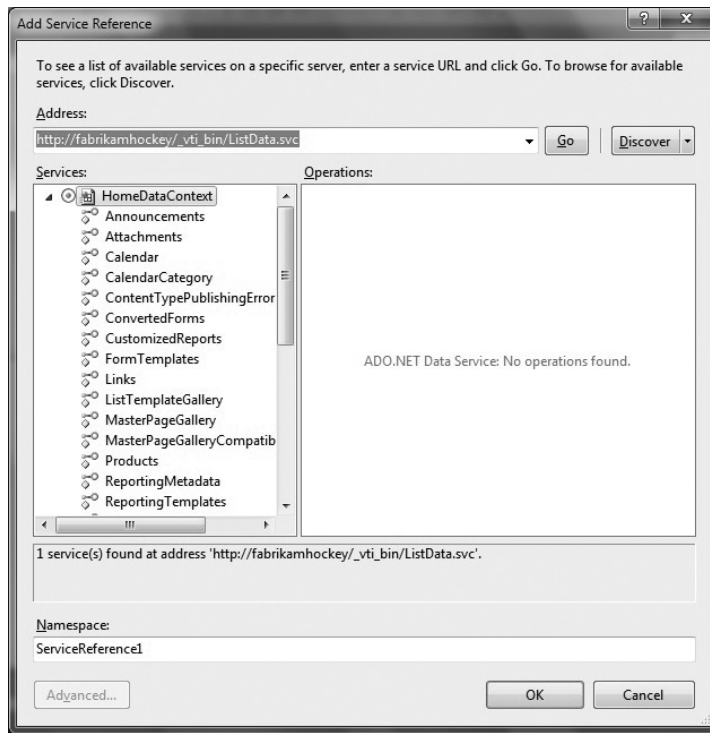 Add Service Reference
To see a list of available services on a specific server, enter a service URL and click Go. To browse for available
services, click Discover.
Address:
http://fabrikamhockey/_vti_bin/ListData.svc
Go
Discover
Services:
Operations:
HomeDataContext
Announcements
Attachments
Calendar
CalendarCategory
ContentTypePublishingError
ConvertedForms
CustomizedReports
FormTemplates
Links
ListTemplateGallery
MasterPageGallery
MasterPageGalleryCompatib
Products
ReportingMetadata
ReportingTemplates
ADO.NET Data Service: No operations found.
1 service(s) found at address 'http://fabrikamhockey/_vti_bin/ListData.svc'.
Namespace:
ServiceReference1
Advanced...
OK
Cancel